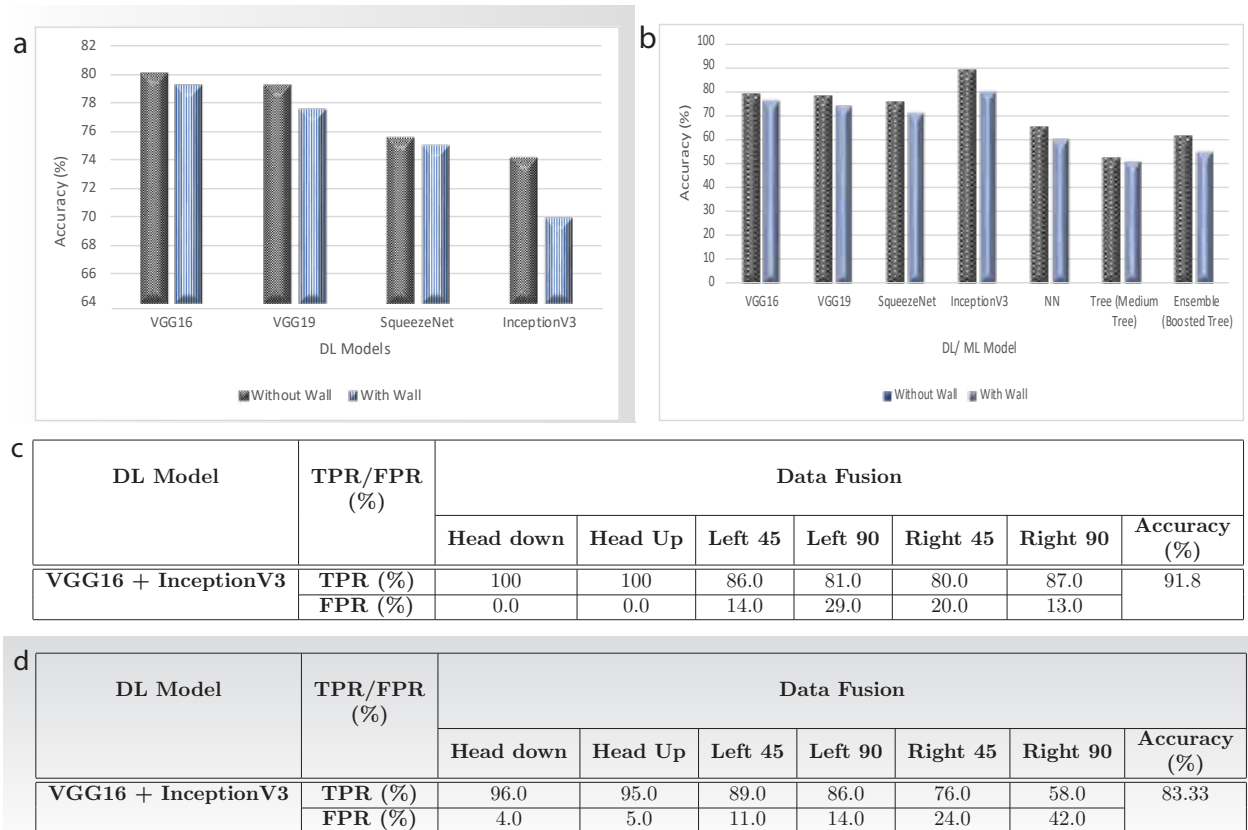 a
82
80
78
76
74
72
70
68
66
64
Accuracy (%)
VGG16 VGG19 SqueezeNet InceptionV3
DL Models
Without Wall With Wall
b
100
90
80
70
60
50
40
30
20
10
0
Accuracy (%)
VGG16 VGG19 SqueezeNet InceptionV3 NN Tree (Medium Ensemble
Tree) (Boosted Tree)
DL/ ML Model
Without Wall With Wall
c
DL Model TPR/FPR Data Fusion
(%)
Head down Head Up Left 45 Left 90 Right 45 Right 90 Accuracy
(%)
VGG16 + InceptionV3 TPR (%) 100 100 86.0 81.0 80.0 87.0 91.8
FPR (%) 0.0 0.0 14.0 29.0 20.0 13.0
d
DL Model TPR/FPR Data Fusion
(%)
Head down Head Up Left 45 Left 90 Right 45 Right 90 Accuracy
(%)
VGG16 + InceptionV3 TPR (%) 96.0 95.0 89.0 86.0 76.0 58.0 83.33
FPR (%) 4.0 5.0 11.0 14.0 24.0 42.0